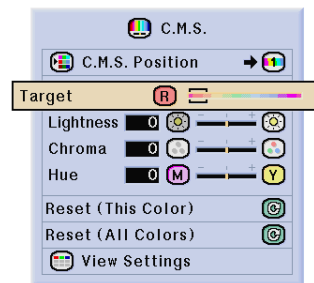 C.M.S.
C.M.S. Position 1
Target R
Lightness 0 - +
Chroma 0 - +
Hue 0 M - + Y
Reset (This Color)
Reset (All Colors)
View Settings